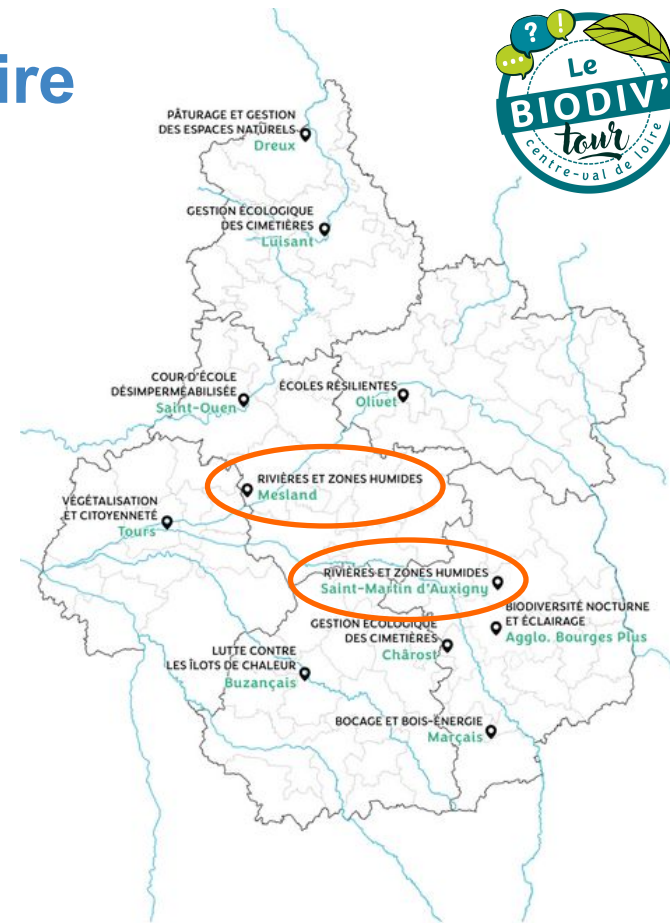 ire
Le
BIODIV'
tour
centre-val de loire
PÂTURAGE ET GESTION
DES ESPACES NATURELS
Dreux
GESTION ÉCOLOGIQUE
DES CIMETIÈRES
Luisant
COUR D'ÉCOLE
DÉSIMPERMÉABILISÉE
Saint-Ouen
ÉCOLES RÉSILIENTES
Olivet
RIVIÈRES ET ZONES HUMIDES
Mesland
VÉGÉTALISATION
ET CITOYENNETÉ
Tours
RIVIÈRES ET ZONES HUMIDES
Saint-Martin d'Auxigny
BIODIVERSITÉ NOCTURNE
ET ÉCLAIRAGE
Agglo. Bourges Plus
GESTION ÉCOLOGIQUE
DES CIMETIÈRES
Chârost
LUTTE CONTRE
LES ÎLOTS DE CHALEUR
Buzançais
BOCAGE ET BOIS-ÉNERGIE
Marçais